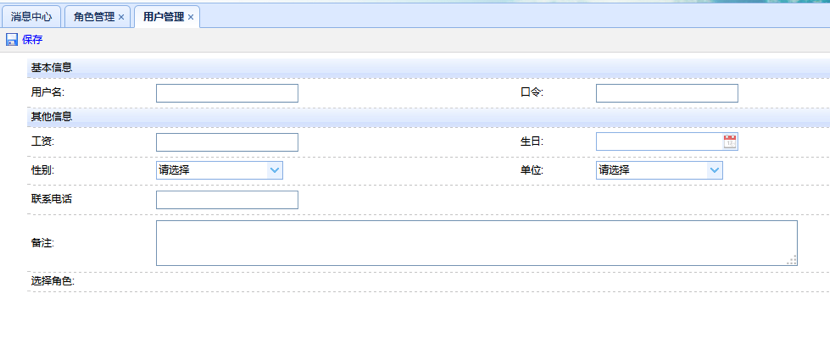 消息中心 角色管理 × 用户管理 ×
保存
基本信息
用户名: 口令:
其他信息
工资: 生日:
性别: 请选择 单位: 请选择
联系电话
备注:
选择角色: